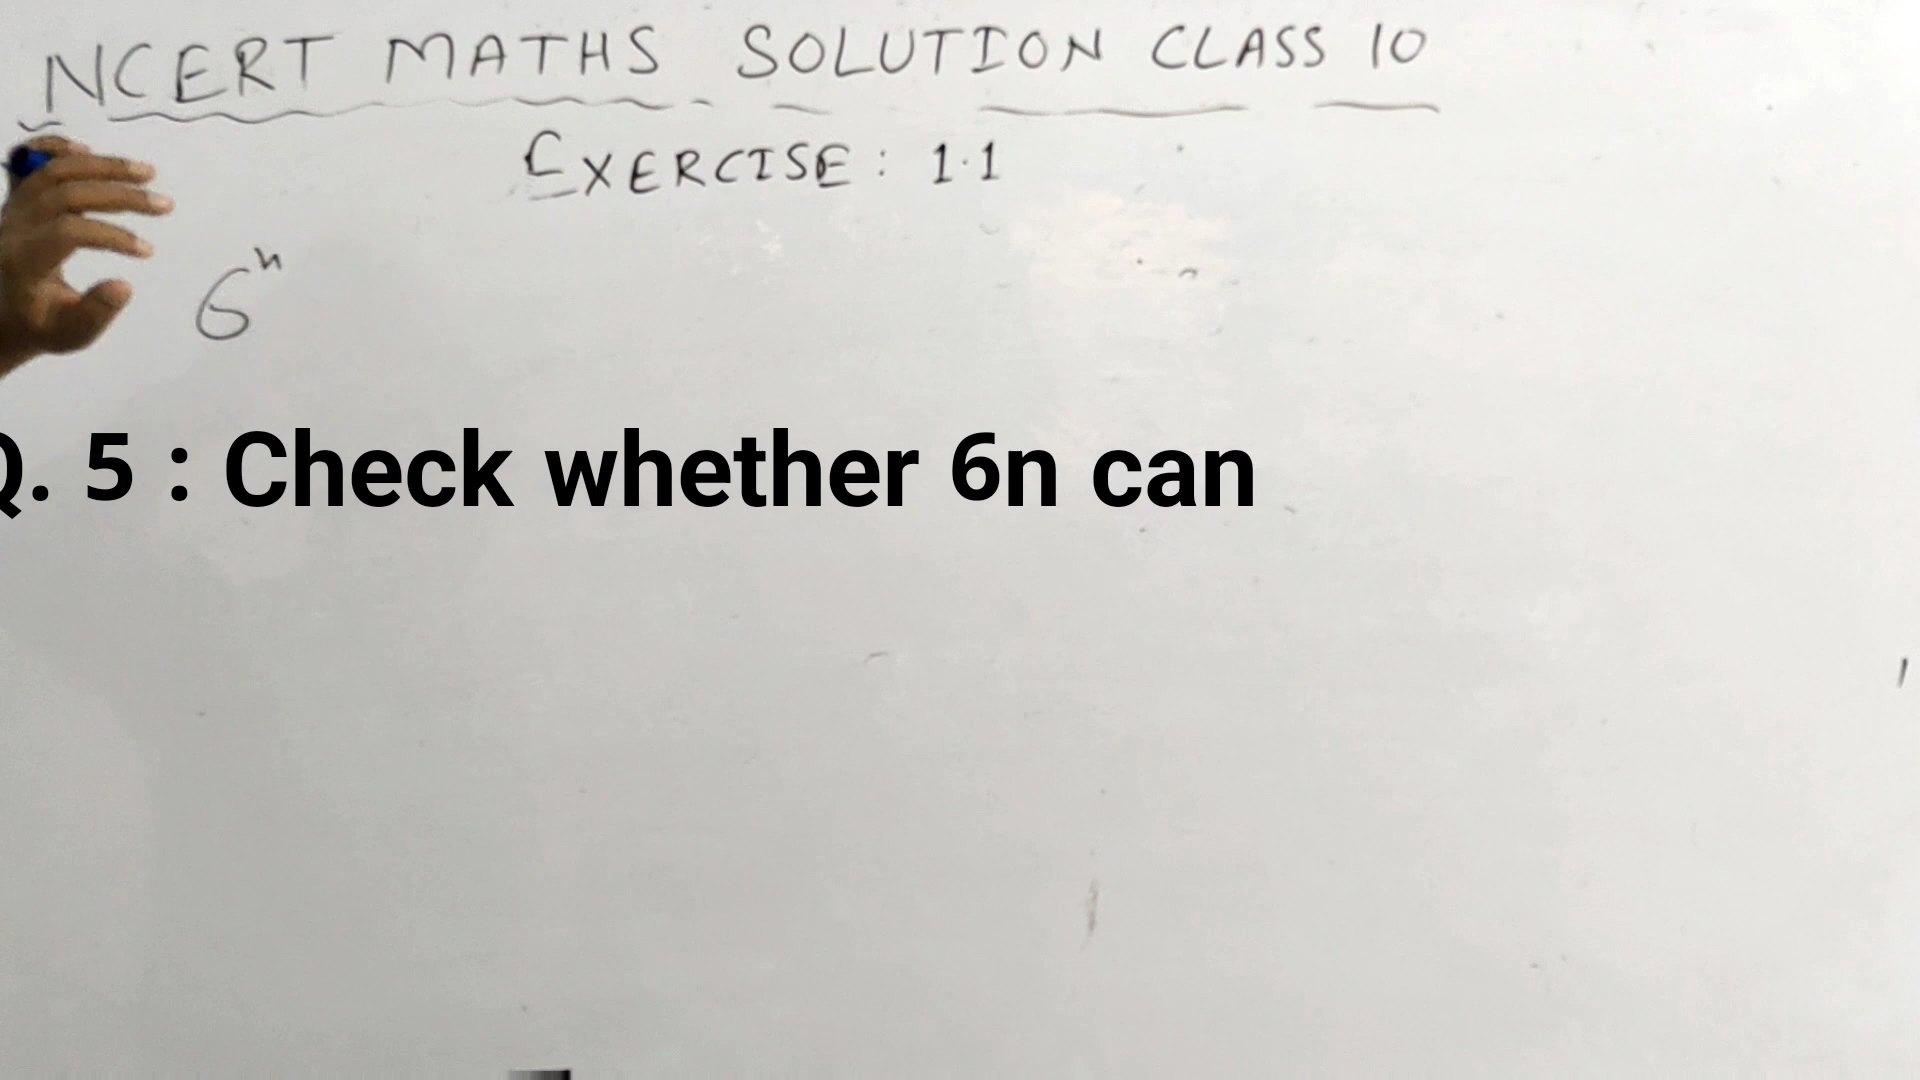 NCERT MATHS SOLUTION CLASS 10
EXERCISE: 1.1
6ⁿ
Q. 5 : Check whether 6n can